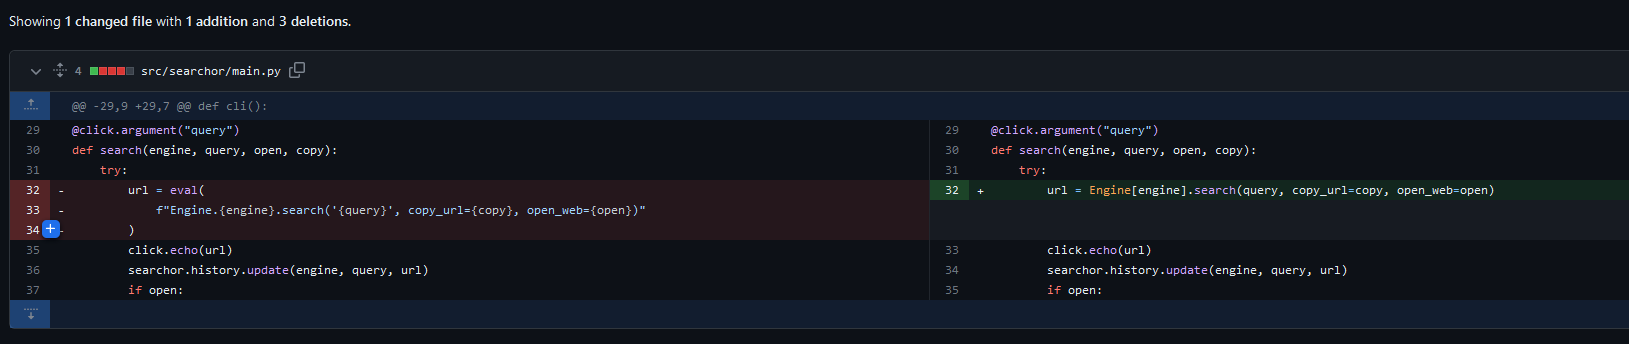 Showing 1 changed file with 1 addition and 3 deletions.
4 src/searchor/main.py
@@ -29,9 +29,7 @@ def cli():
29 @click.argument("query")
30 def search(engine, query, open, copy):
31 try:
32 - url = eval(
33 - f"Engine.{engine}.search('{query}', copy_url={copy}, open_web={open})"
34 - )
35 click.echo(url)
36 searchor.history.update(engine, query, url)
37 if open:
29 @click.argument("query")
30 def search(engine, query, open, copy):
31 try:
32 + url = Engine[engine].search(query, copy_url=copy, open_web=open)
33 click.echo(url)
34 searchor.history.update(engine, query, url)
35 if open: